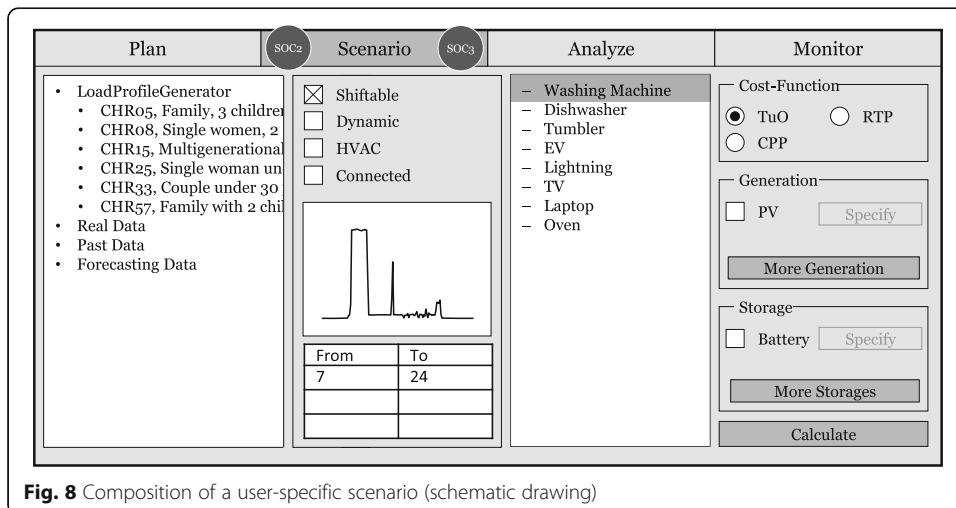 Plan
SOC2
Scenario
SOC3
Analyze
Monitor
• LoadProfileGenerator
• CHR05, Family, 3 childre
• CHR08, Single women, 2
• CHR15, Multigenerational
• CHR25, Single woman un
• CHR33, Couple under 30
• CHR57, Family with 2 chil
• Real Data
• Past Data
• Forecasting Data
Shiftable
Dynamic
HVAC
Connected
From To
7 24
– Washing Machine
– Dishwasher
– Tumbler
– EV
– Lightning
– TV
– Laptop
– Oven
Cost-Function
TuO RTP
CPP
Generation
PV Specify
More Generation
Storage
Battery Specify
More Storages
Calculate
Fig. 8 Composition of a user-specific scenario (schematic drawing)